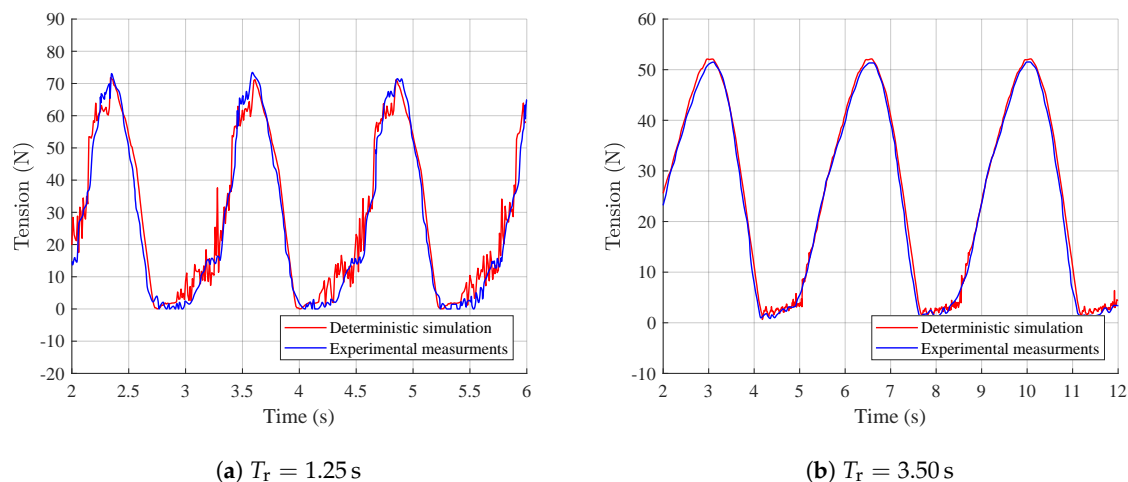 90
80
70
60
50
40
30
20
10
0
-10
-20
Tension (N)
2 2.5 3 3.5 4 4.5 5 5.5 6
Time (s)
Deterministic simulation
Experimental measurments
(a) Tr = 1.25 s
60
50
40
30
20
10
0
-10
Tension (N)
2 3 4 5 6 7 8 9 10 11 12
Time (s)
Deterministic simulation
Experimental measurments
(b) Tr = 3.50 s